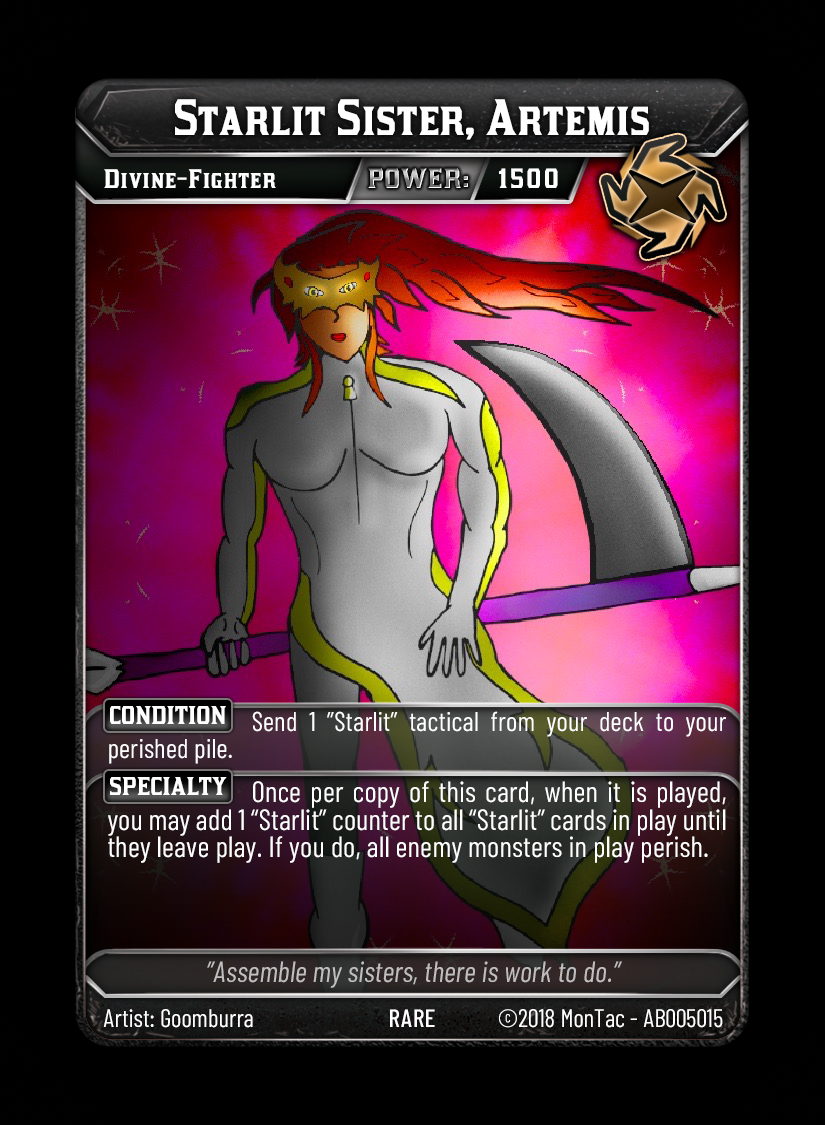 Starlit Sister, Artemis
Divine-Fighter POWER: 1500
CONDITION Send 1 "Starlit" tactical from your deck to your
perished pile.
SPECIALTY Once per copy of this card, when it is played,
you may add 1 "Starlit" counter to all "Starlit" cards in play until
they leave play. If you do, all enemy monsters in play perish.
"Assemble my sisters, there is work to do."
Artist: Goomburra RARE ©2018 MonTac - AB005015